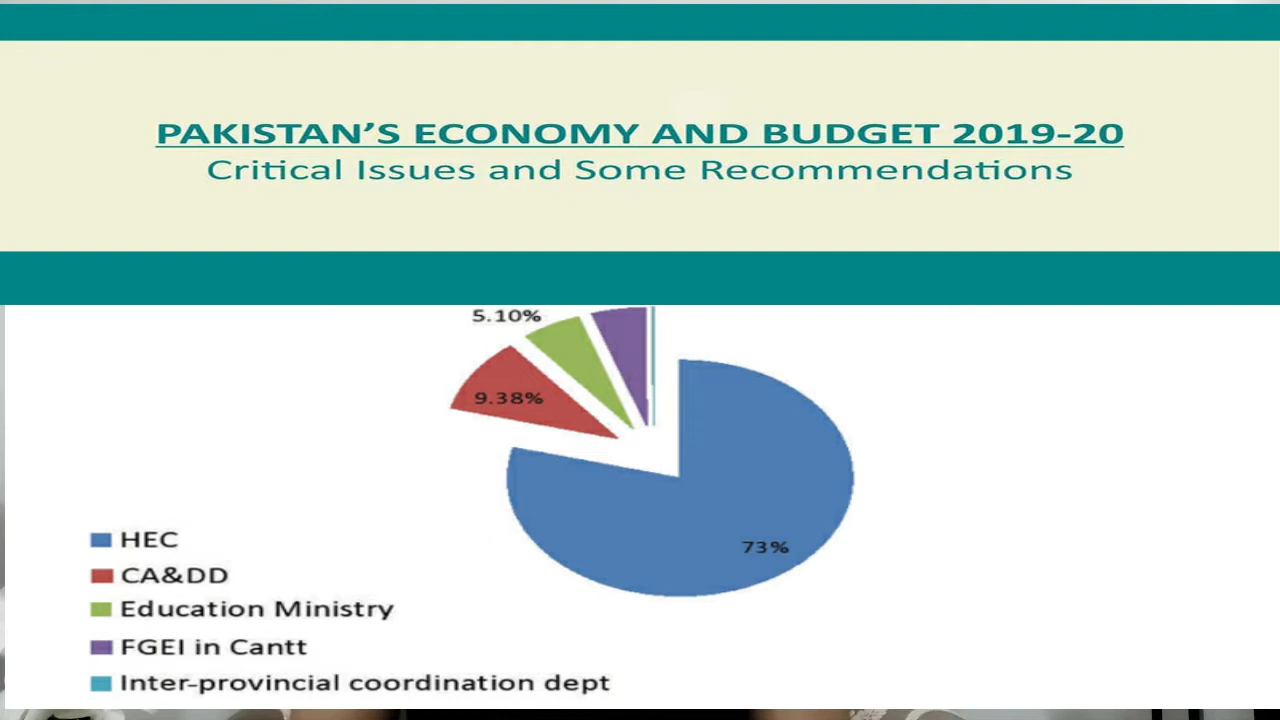 PAKISTAN’S ECONOMY AND BUDGET 2019-20
Critical Issues and Some Recommendations
5.10%
9.38%
73%
HEC
CA&DD
Education Ministry
FGEI in Cantt
Inter-provincial coordination dept